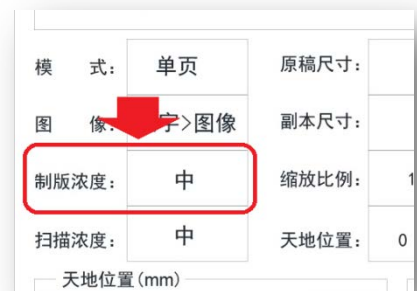 模 式： 单页 原稿尺寸：
图 像： 字>图像 副本尺寸：
制版浓度： 中 缩放比例： 1
扫描浓度： 中 天地位置： 0
天地位置(mm)